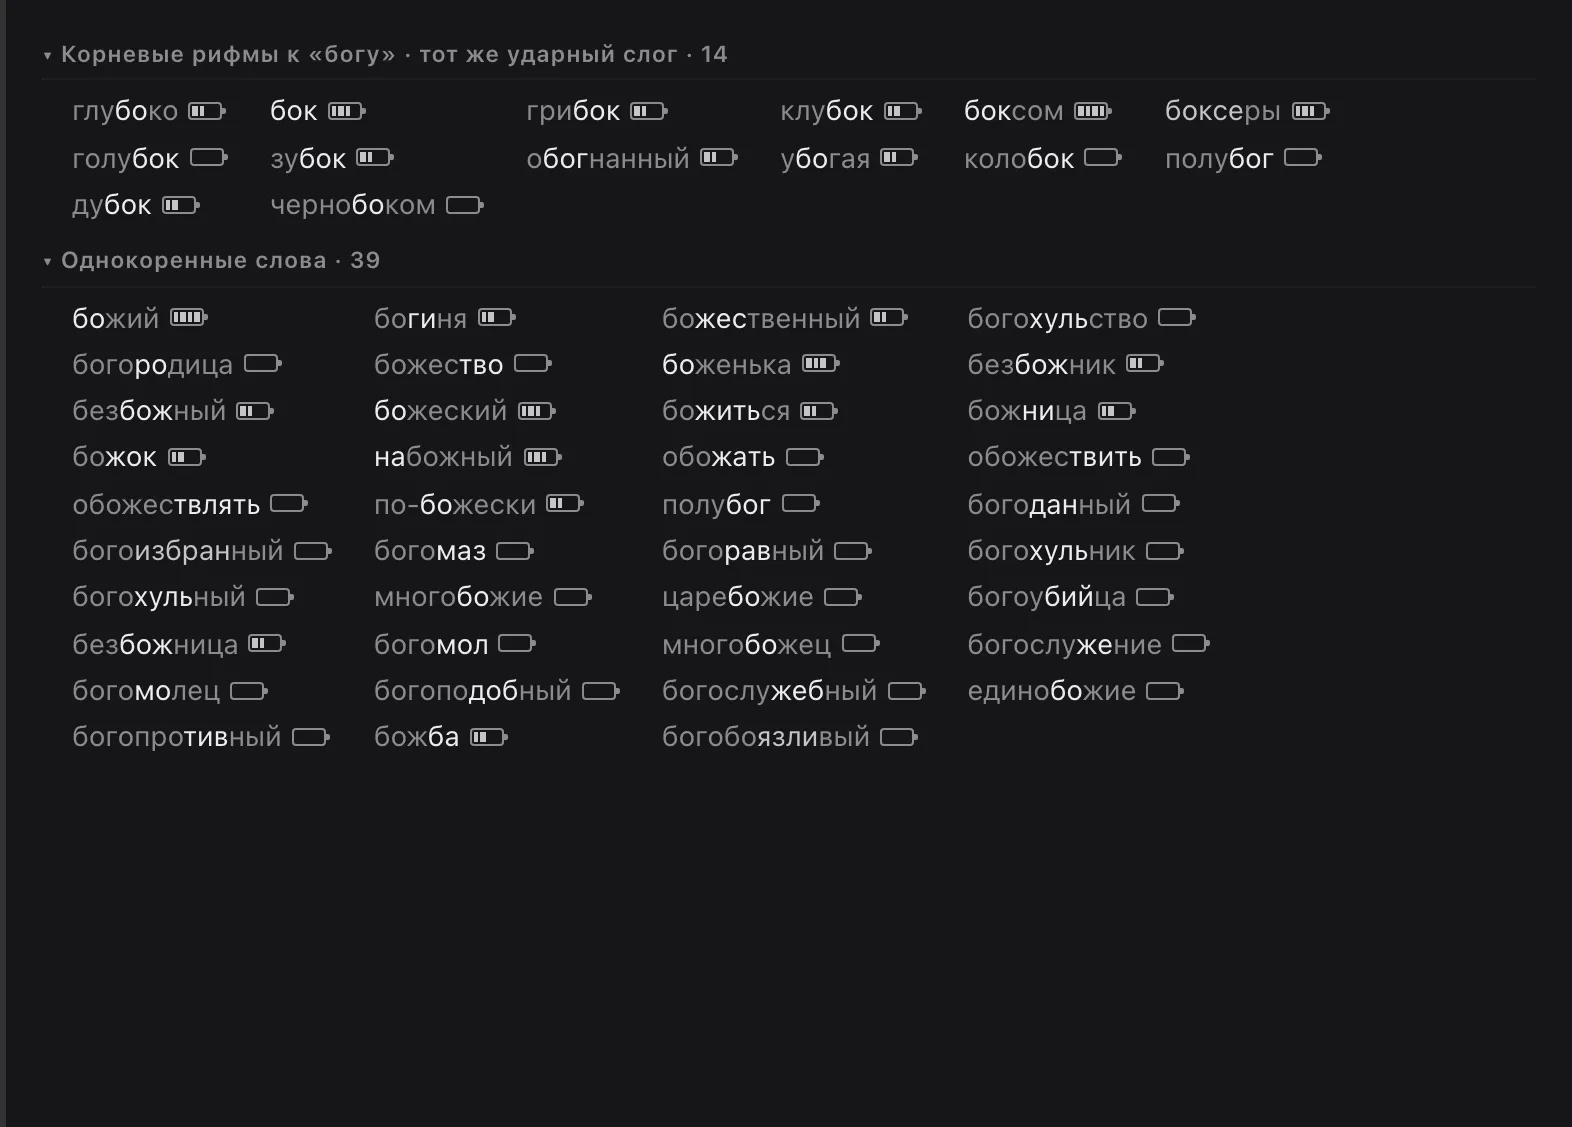 ▾ Корневые рифмы к «богу» · тот же ударный слог · 14
глубоко бок грибок клубок боксом боксеры
голубок зубок обогнанный убогая колобок полубог
дубок чернобоком
▾ Однокоренные слова · 39
божий богиня божественный богохульство
богородица божество боженька безбожник
безбожный божеский божиться божница
божок набожный обожать обожествить
обожествлять по-божески полубог богоданный
богоизбранный богомаз богоравный богохульник
богохульный многобожие царебожие богоубийца
безбожница богомол многобожец богослужение
богомолец богоподобный богослужебный единобожие
богопротивный божба богобоязливый